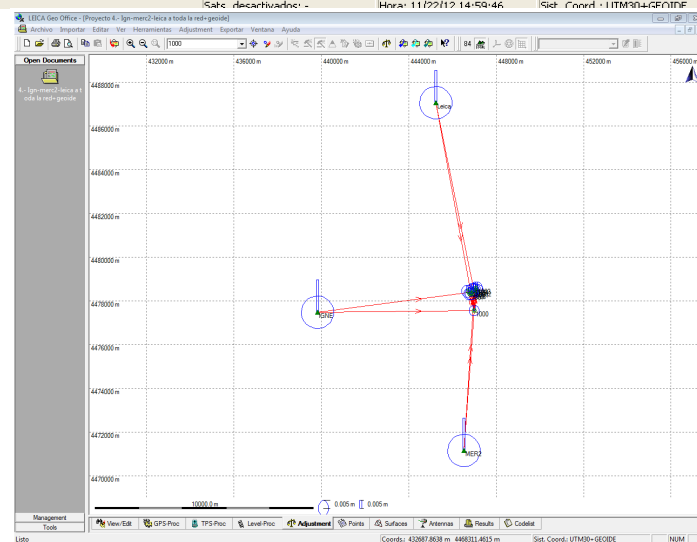 Sats. desactivados: - Hora: 11/22/12 14:59:46 Sist. Coord.: UTM30+GEOIDE
LEICA Geo Office - [Proyecto 4.- Ign-merc2-leica a toda la red+geoide]
Archivo Importar Editar Ver Herramientas Adjustment Exportar Ventana Ayuda
1000 84
Open Documents
4.- Ign-merc2-leica a t
oda la red+geoide
432000 m 436000 m 440000 m 444000 m 448000 m 452000 m 456000 m
4488000 m
Leica
4486000 m
4484000 m
4482000 m
4480000 m
4478000 m
IGNE
4476000 m
4474000 m
4472000 m
MER2
4470000 m
10000.0 m 0.005 m 0.005 m
Management
Tools
View/Edit GPS-Proc TPS-Proc Level-Proc Adjustment Points Surfaces Antennas Results Codelist
Listo Coords.: 432687.8638 m 4468311.4615 m Sist. Coord.: UTM30+GEOIDE NUM